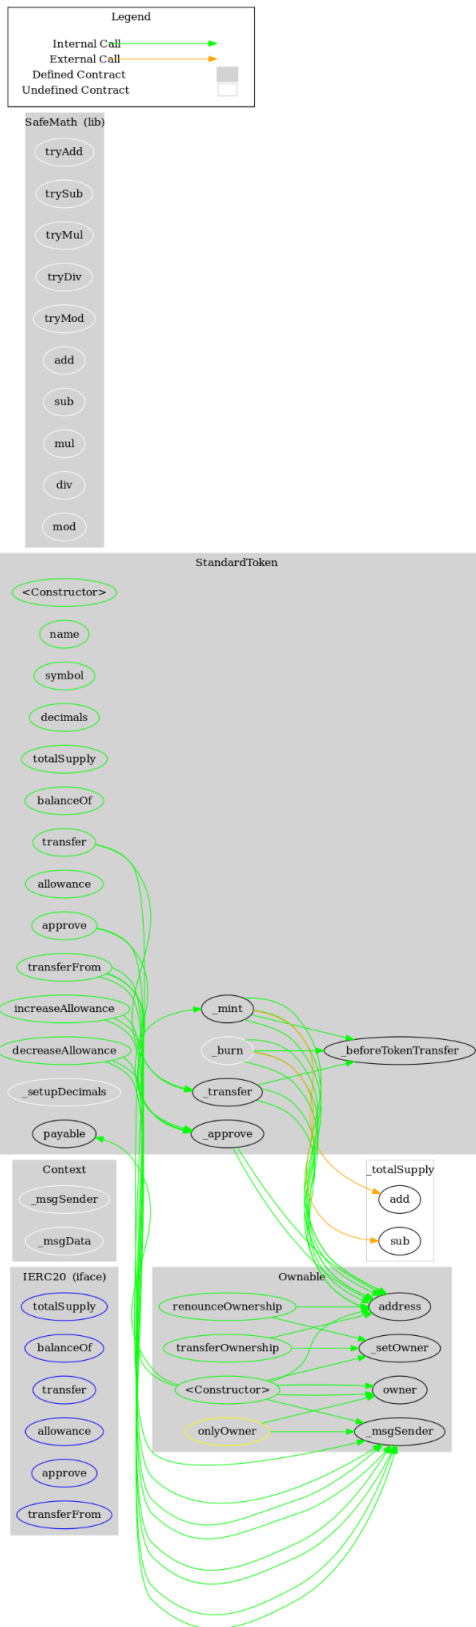 Legend
Internal Call
External Call
Defined Contract
Undefined Contract
SafeMath (lib)
tryAdd
trySub
tryMul
tryDiv
tryMod
add
sub
mul
div
mod
StandardToken
<Constructor>
name
symbol
decimals
totalSupply
balanceOf
transfer
allowance
approve
transferFrom
increaseAllowance
_mint
decreaseAllowance
_burn
_beforeTokenTransfer
_setupDecimals
_transfer
payable
_approve
Context
_msgSender
_msgData
_totalSupply
add
sub
IERC20 (iface)
totalSupply
balanceOf
transfer
allowance
approve
transferFrom
Ownable
renounceOwnership
address
transferOwnership
_setOwner
<Constructor>
owner
onlyOwner
_msgSender